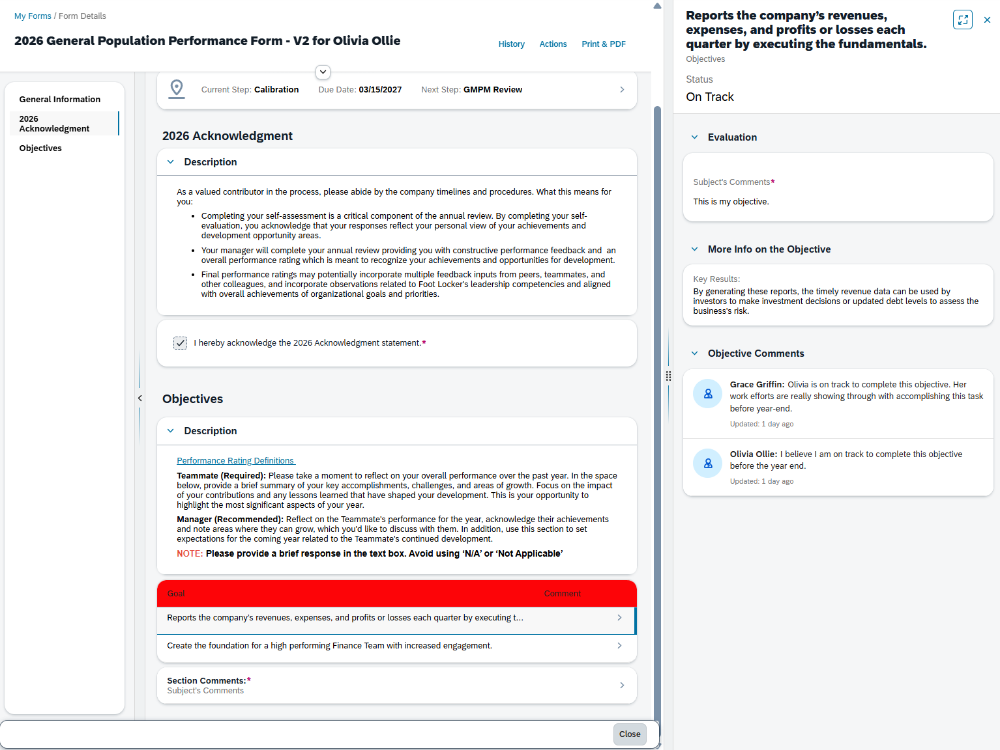 My Forms / Form Details
2026 General Population Performance Form - V2 for Olivia Ollie
History
Actions
Print & PDF
General Information
2026
Acknowledgment
Objectives
Current Step: Calibration
Due Date: 03/15/2027
Next Step: GMPM Review
2026 Acknowledgment
Description
As a valued contributor in the process, please abide by the company timelines and procedures. What this means for
you:
• Completing your self-assessment is a critical component of the annual review. By completing your self-
evaluation, you acknowledge that your responses reflect your personal view of your achievements and
development opportunity areas.
• Your manager will complete your annual review providing you with constructive performance feedback and  an
overall performance rating which is meant to recognize your achievements and opportunities for development.
• Final performance ratings may potentially incorporate multiple feedback inputs from peers, teammates, and
other colleagues, and incorporate observations related to Foot Locker's leadership competencies and aligned
with overall achievements of organizational goals and priorities.
I hereby acknowledge the 2026 Acknowledgment statement.*
Objectives
Description
Performance Rating Definitions
Teammate (Required): Please take a moment to reflect on your overall performance over the past year. In the space
below, provide a brief summary of your key accomplishments, challenges, and areas of growth. Focus on the impact
of your contributions and any lessons learned that have shaped your development. This is your opportunity to
highlight the most significant aspects of your year.
Manager (Recommended): Reflect on the Teammate's performance for the year, acknowledge their achievements
and note areas where they can grow, which you'd like to discuss with them. In addition, use this section to set
expectations for the coming year related to the Teammate's continued development.
NOTE: Please provide a brief response in the text box. Avoid using ‘N/A’ or ‘Not Applicable’
Goal
Comment
Reports the company's revenues, expenses, and profits or losses each quarter by executing t...
Create the foundation for a high performing Finance Team with increased engagement.
Section Comments:*
Subject's Comments
Close
Reports the company’s revenues,
expenses, and profits or losses each
quarter by executing the fundamentals.
Objectives
Status
On Track
Evaluation
Subject's Comments*
This is my objective.
More Info on the Objective
Key Results:
By generating these reports, the timely revenue data can be used by
investors to make investment decisions or updated debt levels to assess the
business's risk.
Objective Comments
Grace Griffin: Olivia is on track to complete this objective. Her
work efforts are really showing through with accomplishing this task
before year-end.
Updated: 1 day ago
Olivia Ollie: I believe I am on track to complete this objective
before the year end.
Updated: 1 day ago